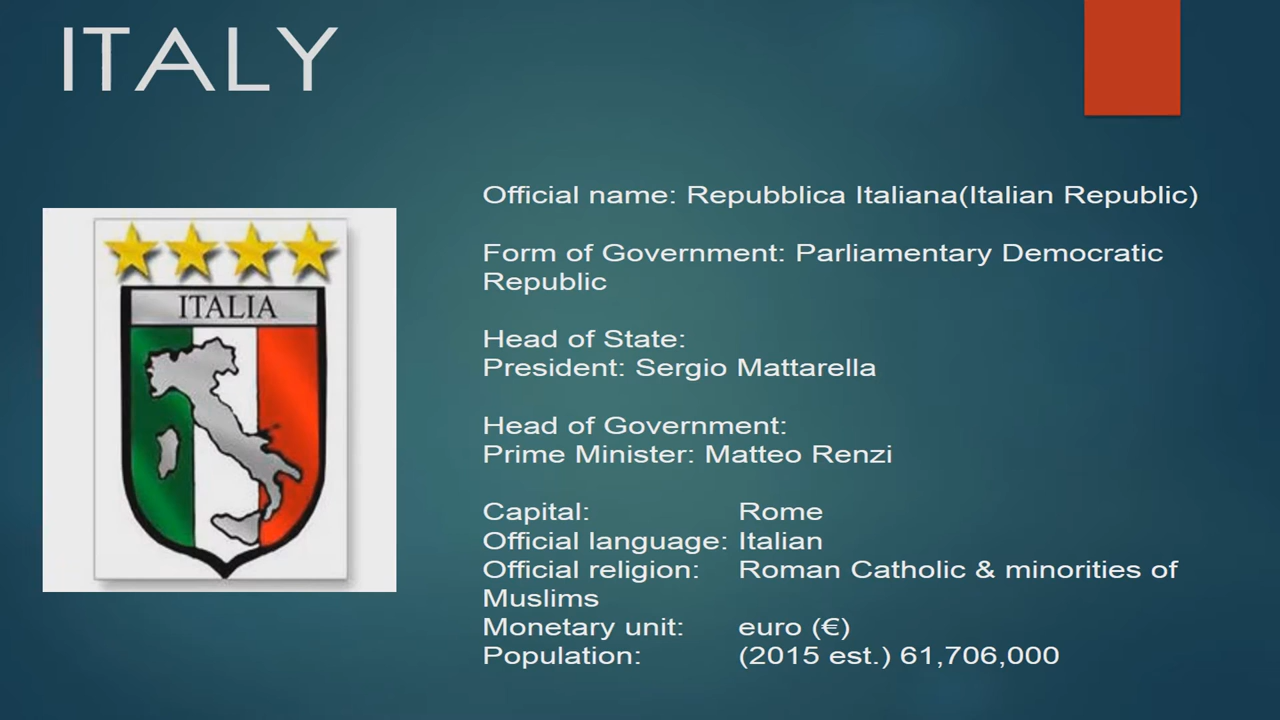 ITALY
ITALIA
Official name: Repubblica Italiana(Italian Republic)
Form of Government: Parliamentary Democratic
Republic
Head of State:
President: Sergio Mattarella
Head of Government:
Prime Minister: Matteo Renzi
Capital: Rome
Official language: Italian
Official religion: Roman Catholic & minorities of
Muslims
Monetary unit: euro (€)
Population: (2015 est.) 61,706,000